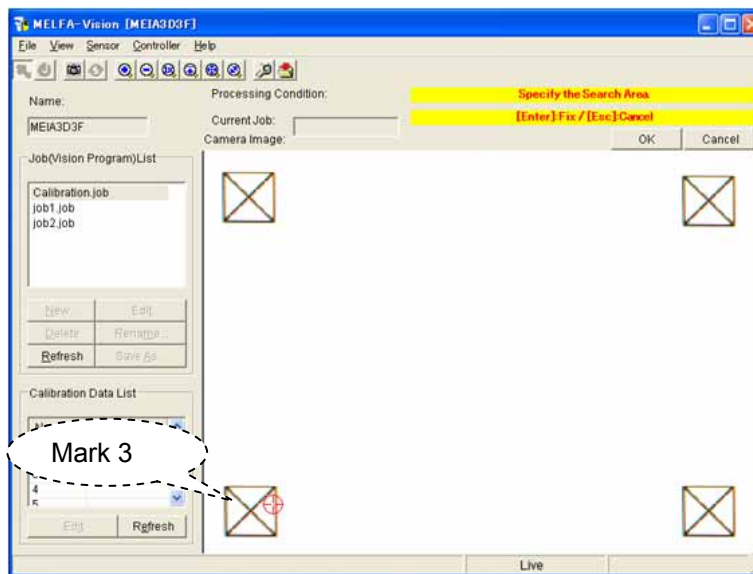 MELFA-Vision [MEIA3D3F]
File View Sensor Controller Help
Name:
MEIA3D3F
Processing Condition:
Current Job:
Camera Image:
Specify the Search Area.
[Enter]:Fix / [Esc]:Cancel
OK Cancel
Job(Vision Program)List
Calibration.job
job1.job
job2.job
New... Edit
Delete Rename...
Refresh Save As
Calibration Data List
Mark 3
4
5
Edit Refresh
Live